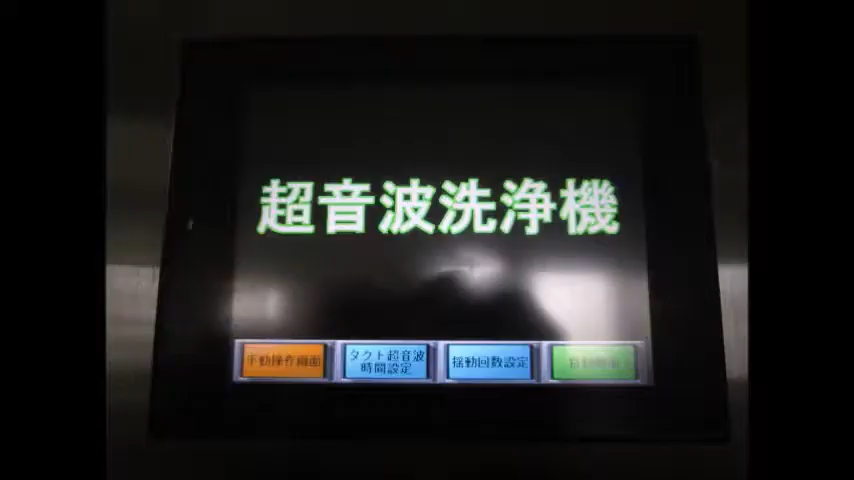 超音波洗浄機
手動操作画面
タクト超音波
時間設定
揺動回数設定